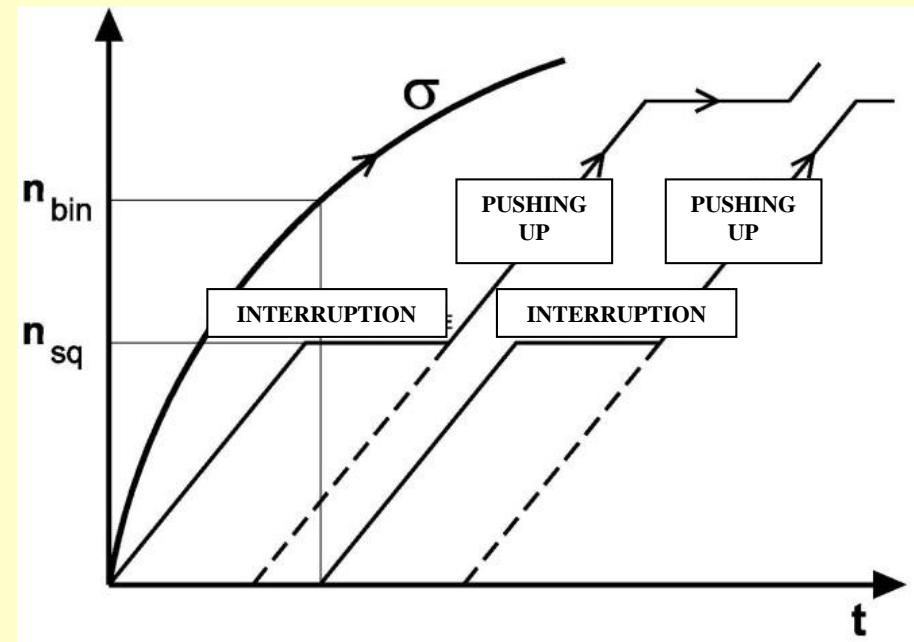 σ
n bin
PUSHING
UP
PUSHING
UP
INTERRUPTION
INTERRUPTION
n sq
t